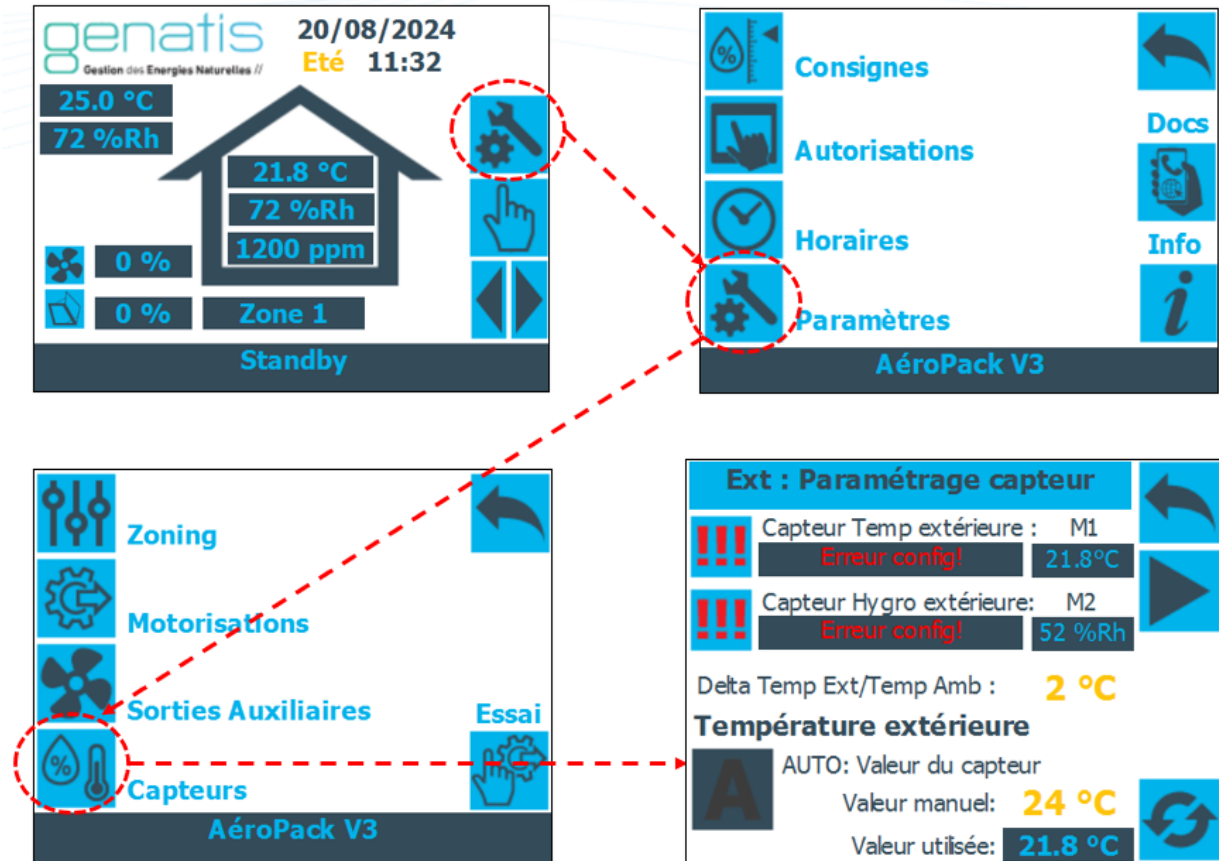 genatis
Gestion des Energies Naturelles //
20/08/2024
Eté 11:32
25.0 °C
72 %Rh
21.8 °C
72 %Rh
1200 ppm
0 %
0 % Zone 1
Standby
%
Consignes
Autorisations
Docs
Horaires
Info
i
Paramètres
AéroPack V3
Zoning
Motorisations
Sorties Auxiliaires
Essai
%
Capteurs
AéroPack V3
Ext : Paramétrage capteur
!!! Capteur Temp extérieure : M1
Erreur config! 21.8°C
!!! Capteur Hygro extérieure: M2
Erreur config! 52 %Rh
Delta Temp Ext/Temp Amb : 2 °C
Température extérieure
A AUTO: Valeur du capteur
Valeur manuel: 24 °C
Valeur utilisée: 21.8 °C